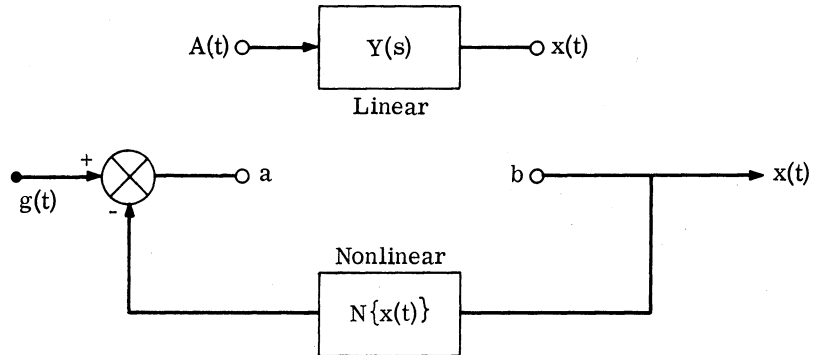 A(t) Y(s) x(t)
Linear
+ a b x(t)
g(t) -
Nonlinear
N{x(t)}